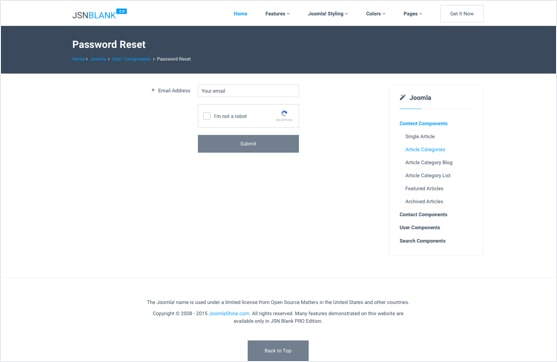 JSNBLANK 2.0
Home Features Joomla! Styling Colors Pages Get It Now
Password Reset
Home Joomla User Components Password Reset
* Email Address Your email
I'm not a robot
reCAPTCHA
Submit
Joomla
Content Components
Single Article
Article Categories
Article Category Blog
Article Category List
Featured Articles
Archived Articles
Contact Components
User Components
Search Components
The Joomla! name is used under a limited license from Open Source Matters in the United States and other countries.
Copyright © 2008 - 2015 JoomlaShine.com. All rights reserved. Many features demonstrated on this website are
available only in JSN Blank PRO Edition.
Back to Top